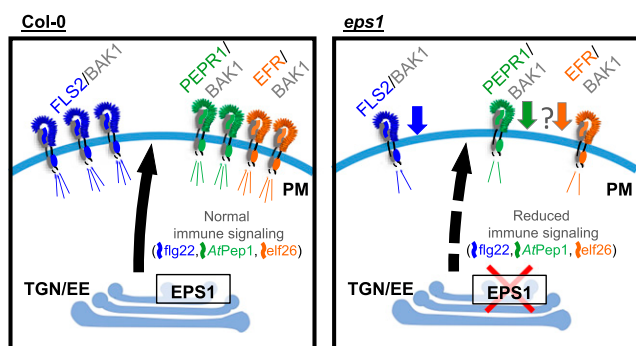 Col-0
FLS2/BAK1
PEPR1/
BAK1
EFR/
BAK1
PM
Normal
immune signaling
(flg22, AtPep1, elf26)
TGN/EE
EPS1
eps1
FLS2/BAK1
PEPR1/
BAK1
?
EFR/
BAK1
PM
Reduced
immune signaling
(flg22, AtPep1, elf26)
TGN/EE
EPS1